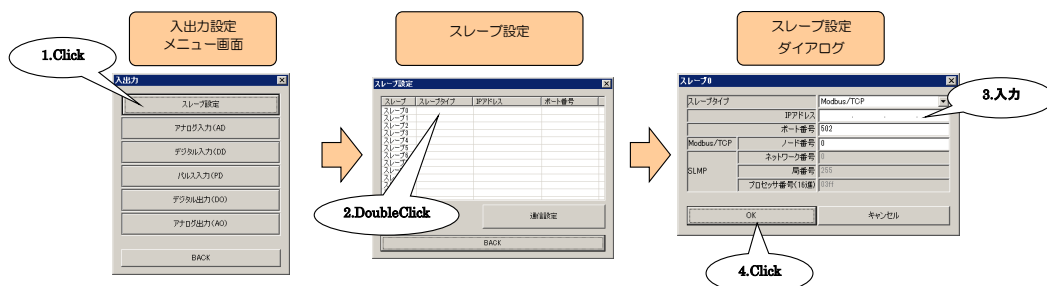 入出力設定
メニュー画面
1.Click
入出力
スレーブ設定
アナログ入力(AI)
デジタル入力(DI)
パルス入力(PI)
デジタル出力(DO)
アナログ出力(AO)
BACK
スレーブ設定
スレーブ設定
スレーブ スレーブタイプ IPアドレス ポート番号
スレーブ0
スレーブ1
スレーブ2
スレーブ3
スレーブ4
スレーブ5
2.DoubleClick
通信設定
BACK
スレーブ設定
ダイアログ
スレーブ0
スレーブタイプ Modbus/TCP
3.入力
IPアドレス . . .
ポート番号 502
Modbus/TCP ノード番号 0
ネットワーク番号 0
SLMP 局番号 255
プロセッサ番号(16進) 03FF
OK キャンセル
4.Click